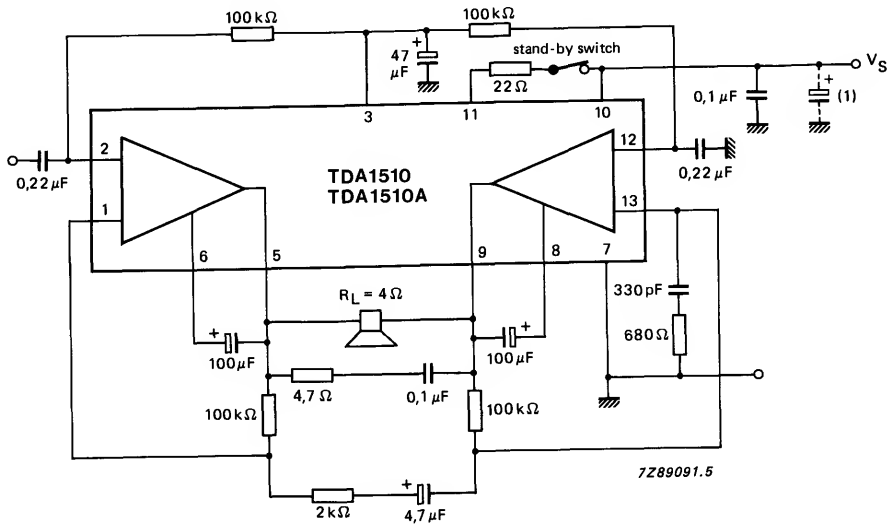 100 kΩ
100 kΩ
+
47
μF
stand-by switch
22 Ω
VS
0,1 μF
+
(1)
3
11
10
2
12
0,22 μF
0,22 μF
TDA1510
TDA1510A
1
13
6
5
9
8
7
RL = 4 Ω
330 pF
680 Ω
+
100 μF
100 μF
+
4,7 Ω
0,1 μF
100 kΩ
100 kΩ
2 kΩ
+
4,7 μF
7Z89091.5